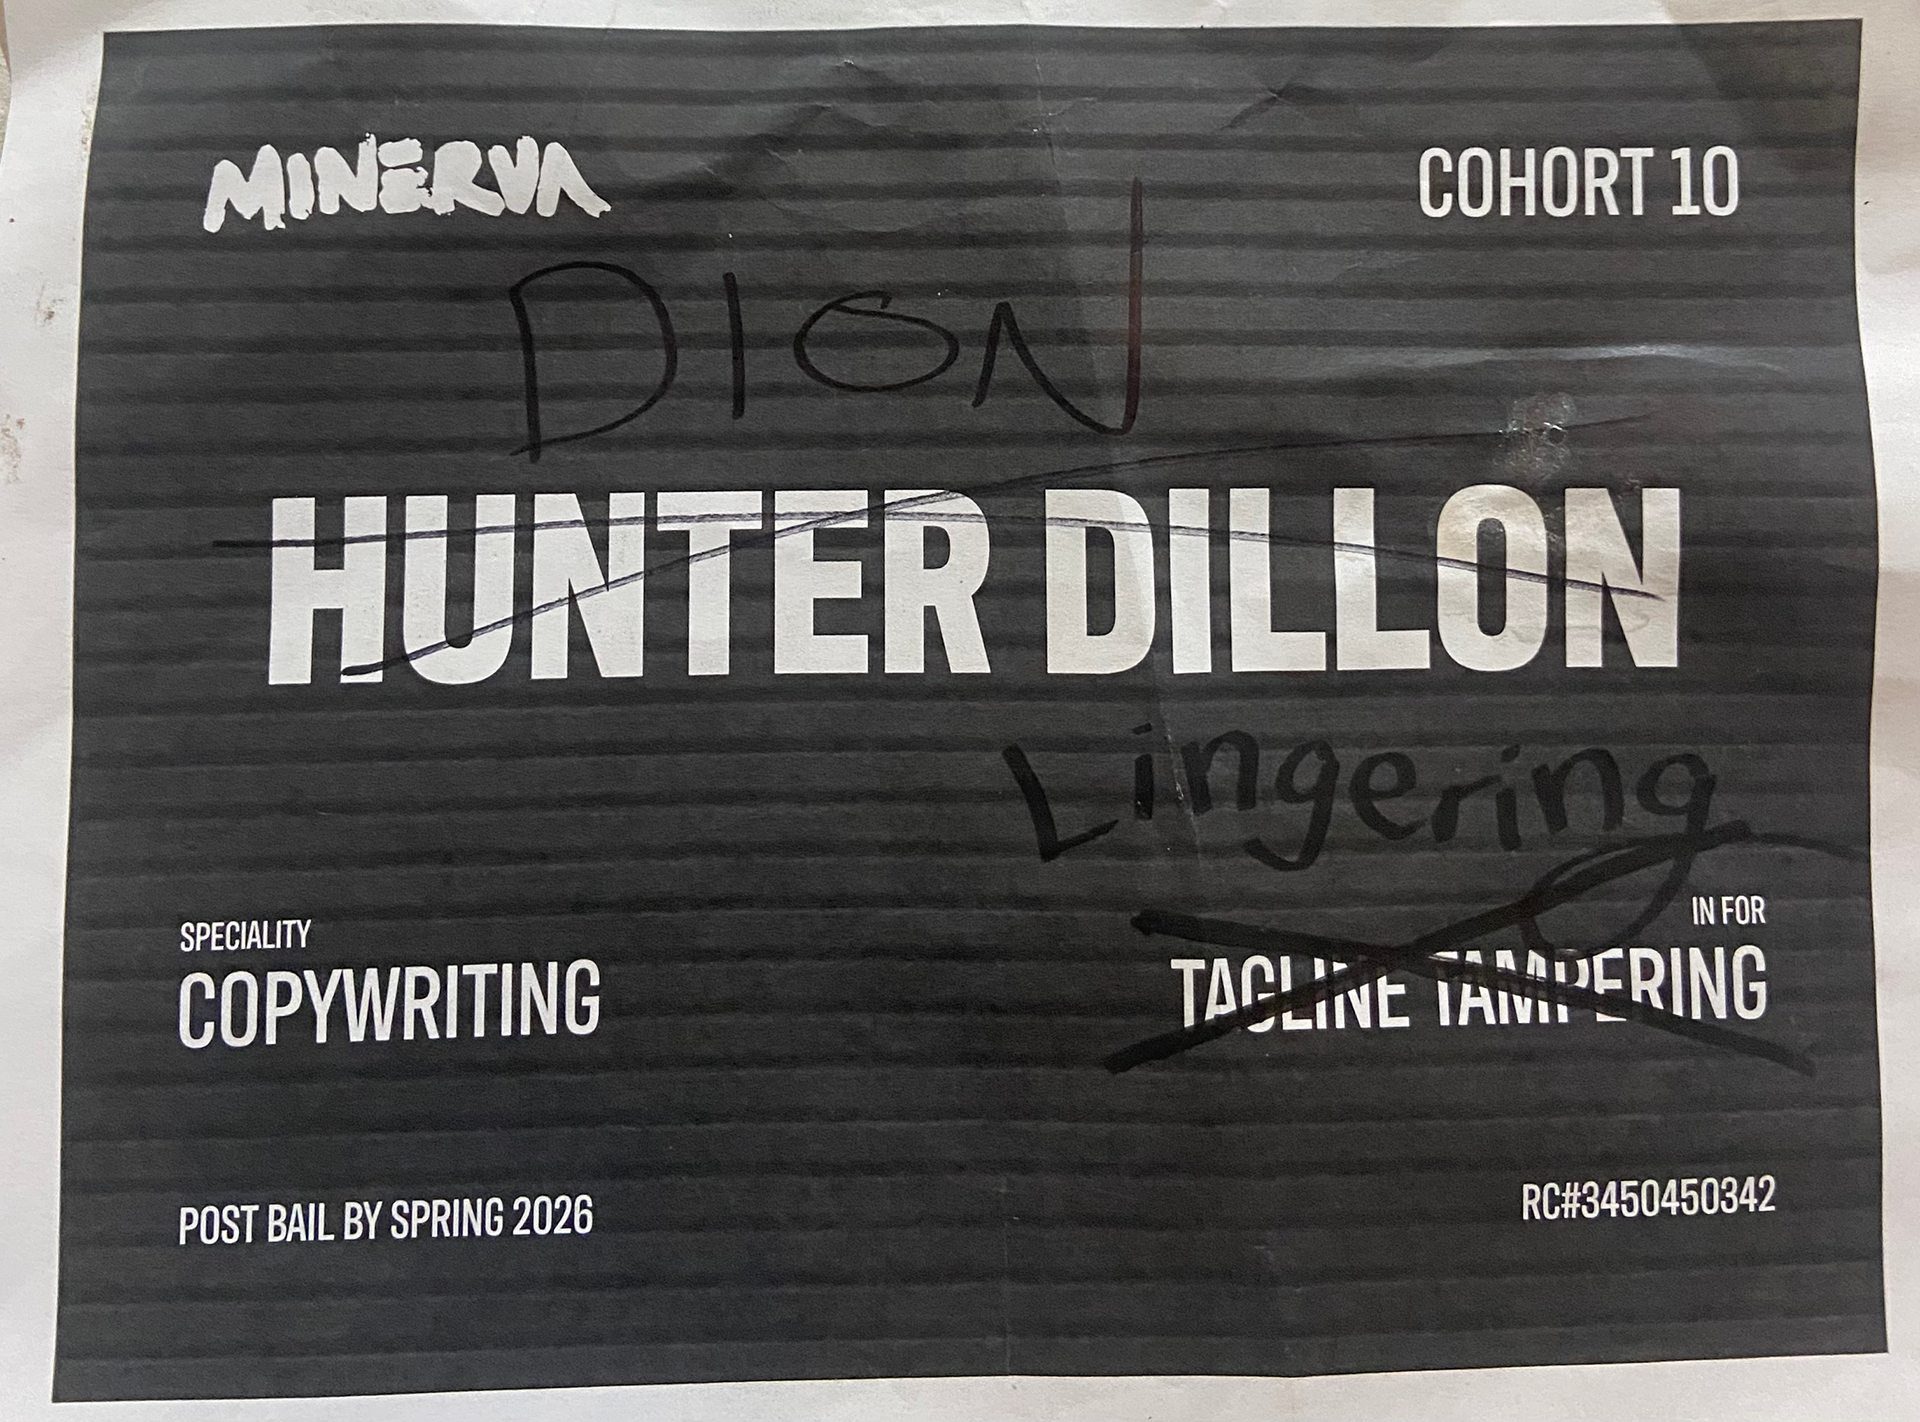 MINERVA
COHORT 10
DION
HUNTER DILLON
Lingering
SPECIALITY
COPYWRITING
IN FOR
TAGLINE TAMPERING
POST BAIL BY SPRING 2026
RC#3450450342